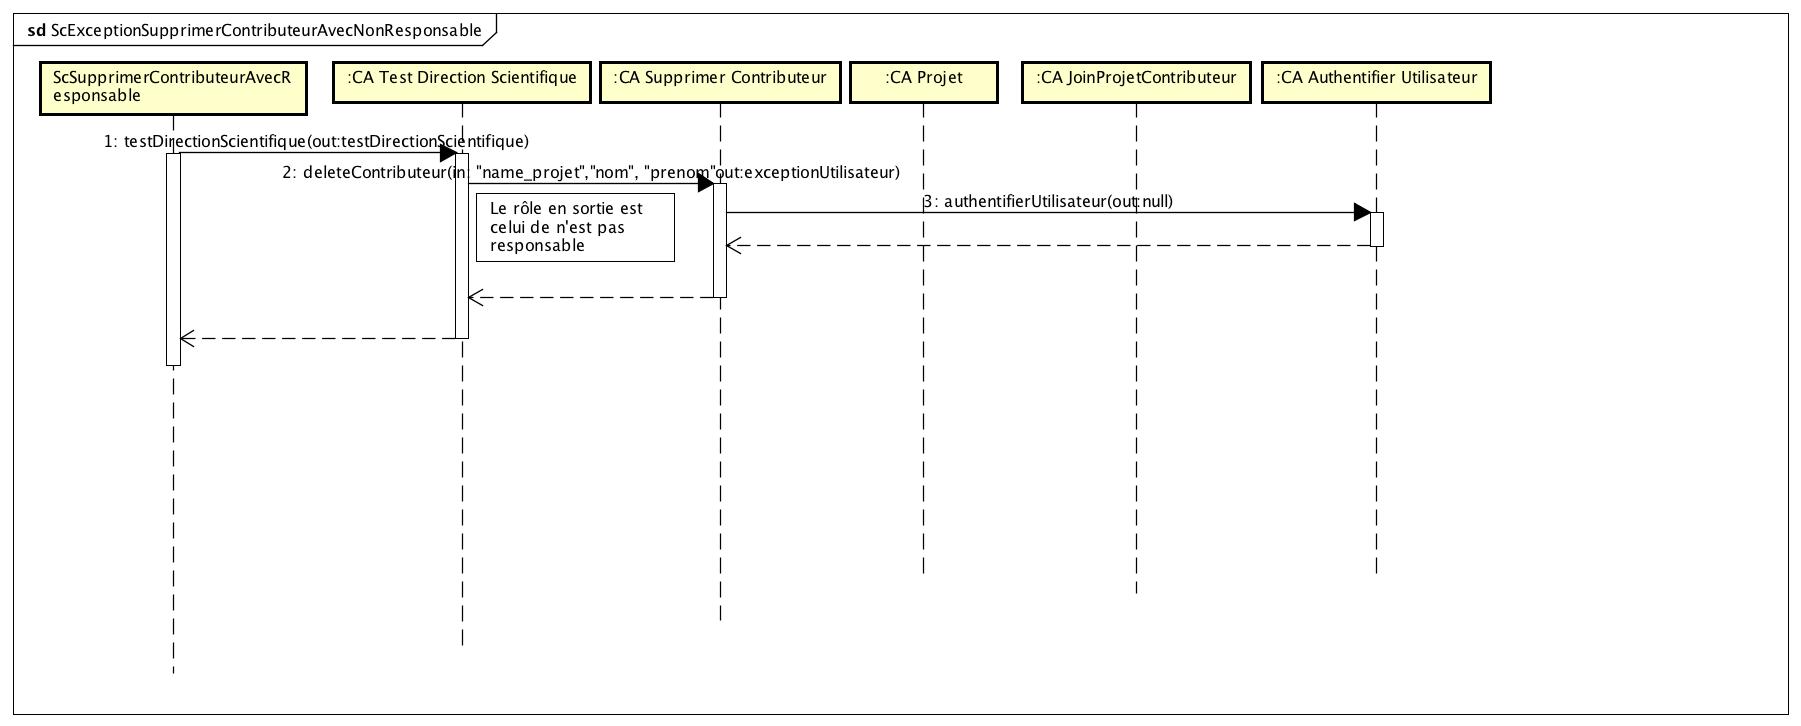 sd ScExceptionSupprimerContributeurAvecNonResponsable
ScSupprimerContributeurAvecR
esponsable
:CA Test Direction Scientifique
:CA Supprimer Contributeur
:CA Projet
:CA JoinProjetContributeur
:CA Authentifier Utilisateur
1: testDirectionScientifique(out:testDirectionScientifique)
2: deleteContributeur(in: "name_projet","nom", "prenom"out:exceptionUtilisateur)
3: authentifierUtilisateur(out:null)
Le rôle en sortie est
celui de n'est pas
responsable